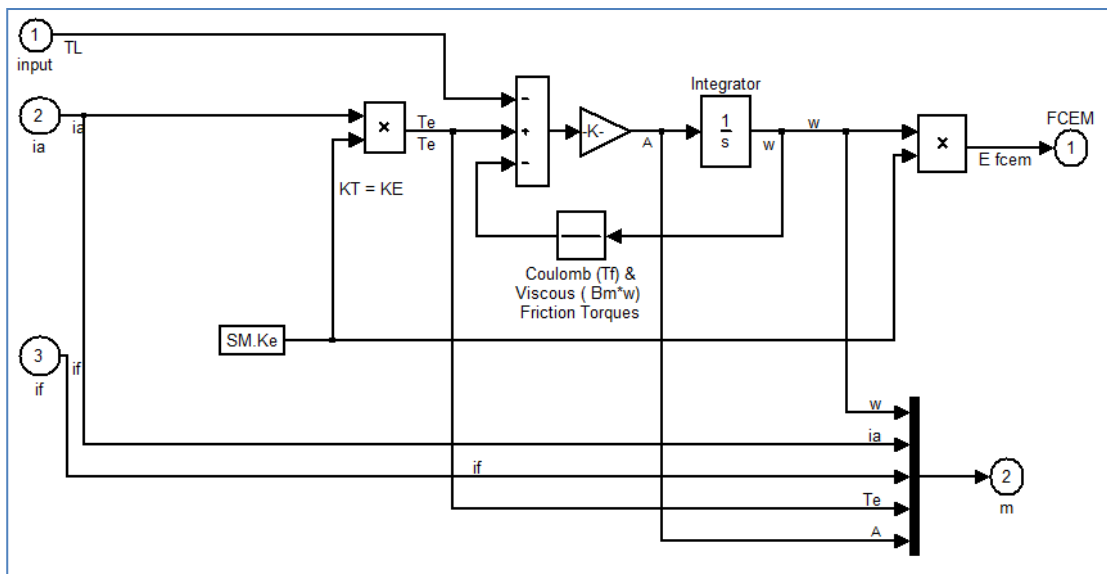 1
TL
input
2
ia
ia
×
Te
Te
KT = KE
-
+
-
-K-
A
Integrator
1
s
w
w
×
E fcem
FCEM
1
Coulomb (Tf) &
Viscous ( Bm*w)
Friction Torques
SM.Ke
3
if
if
w
ia
if
Te
A
2
m